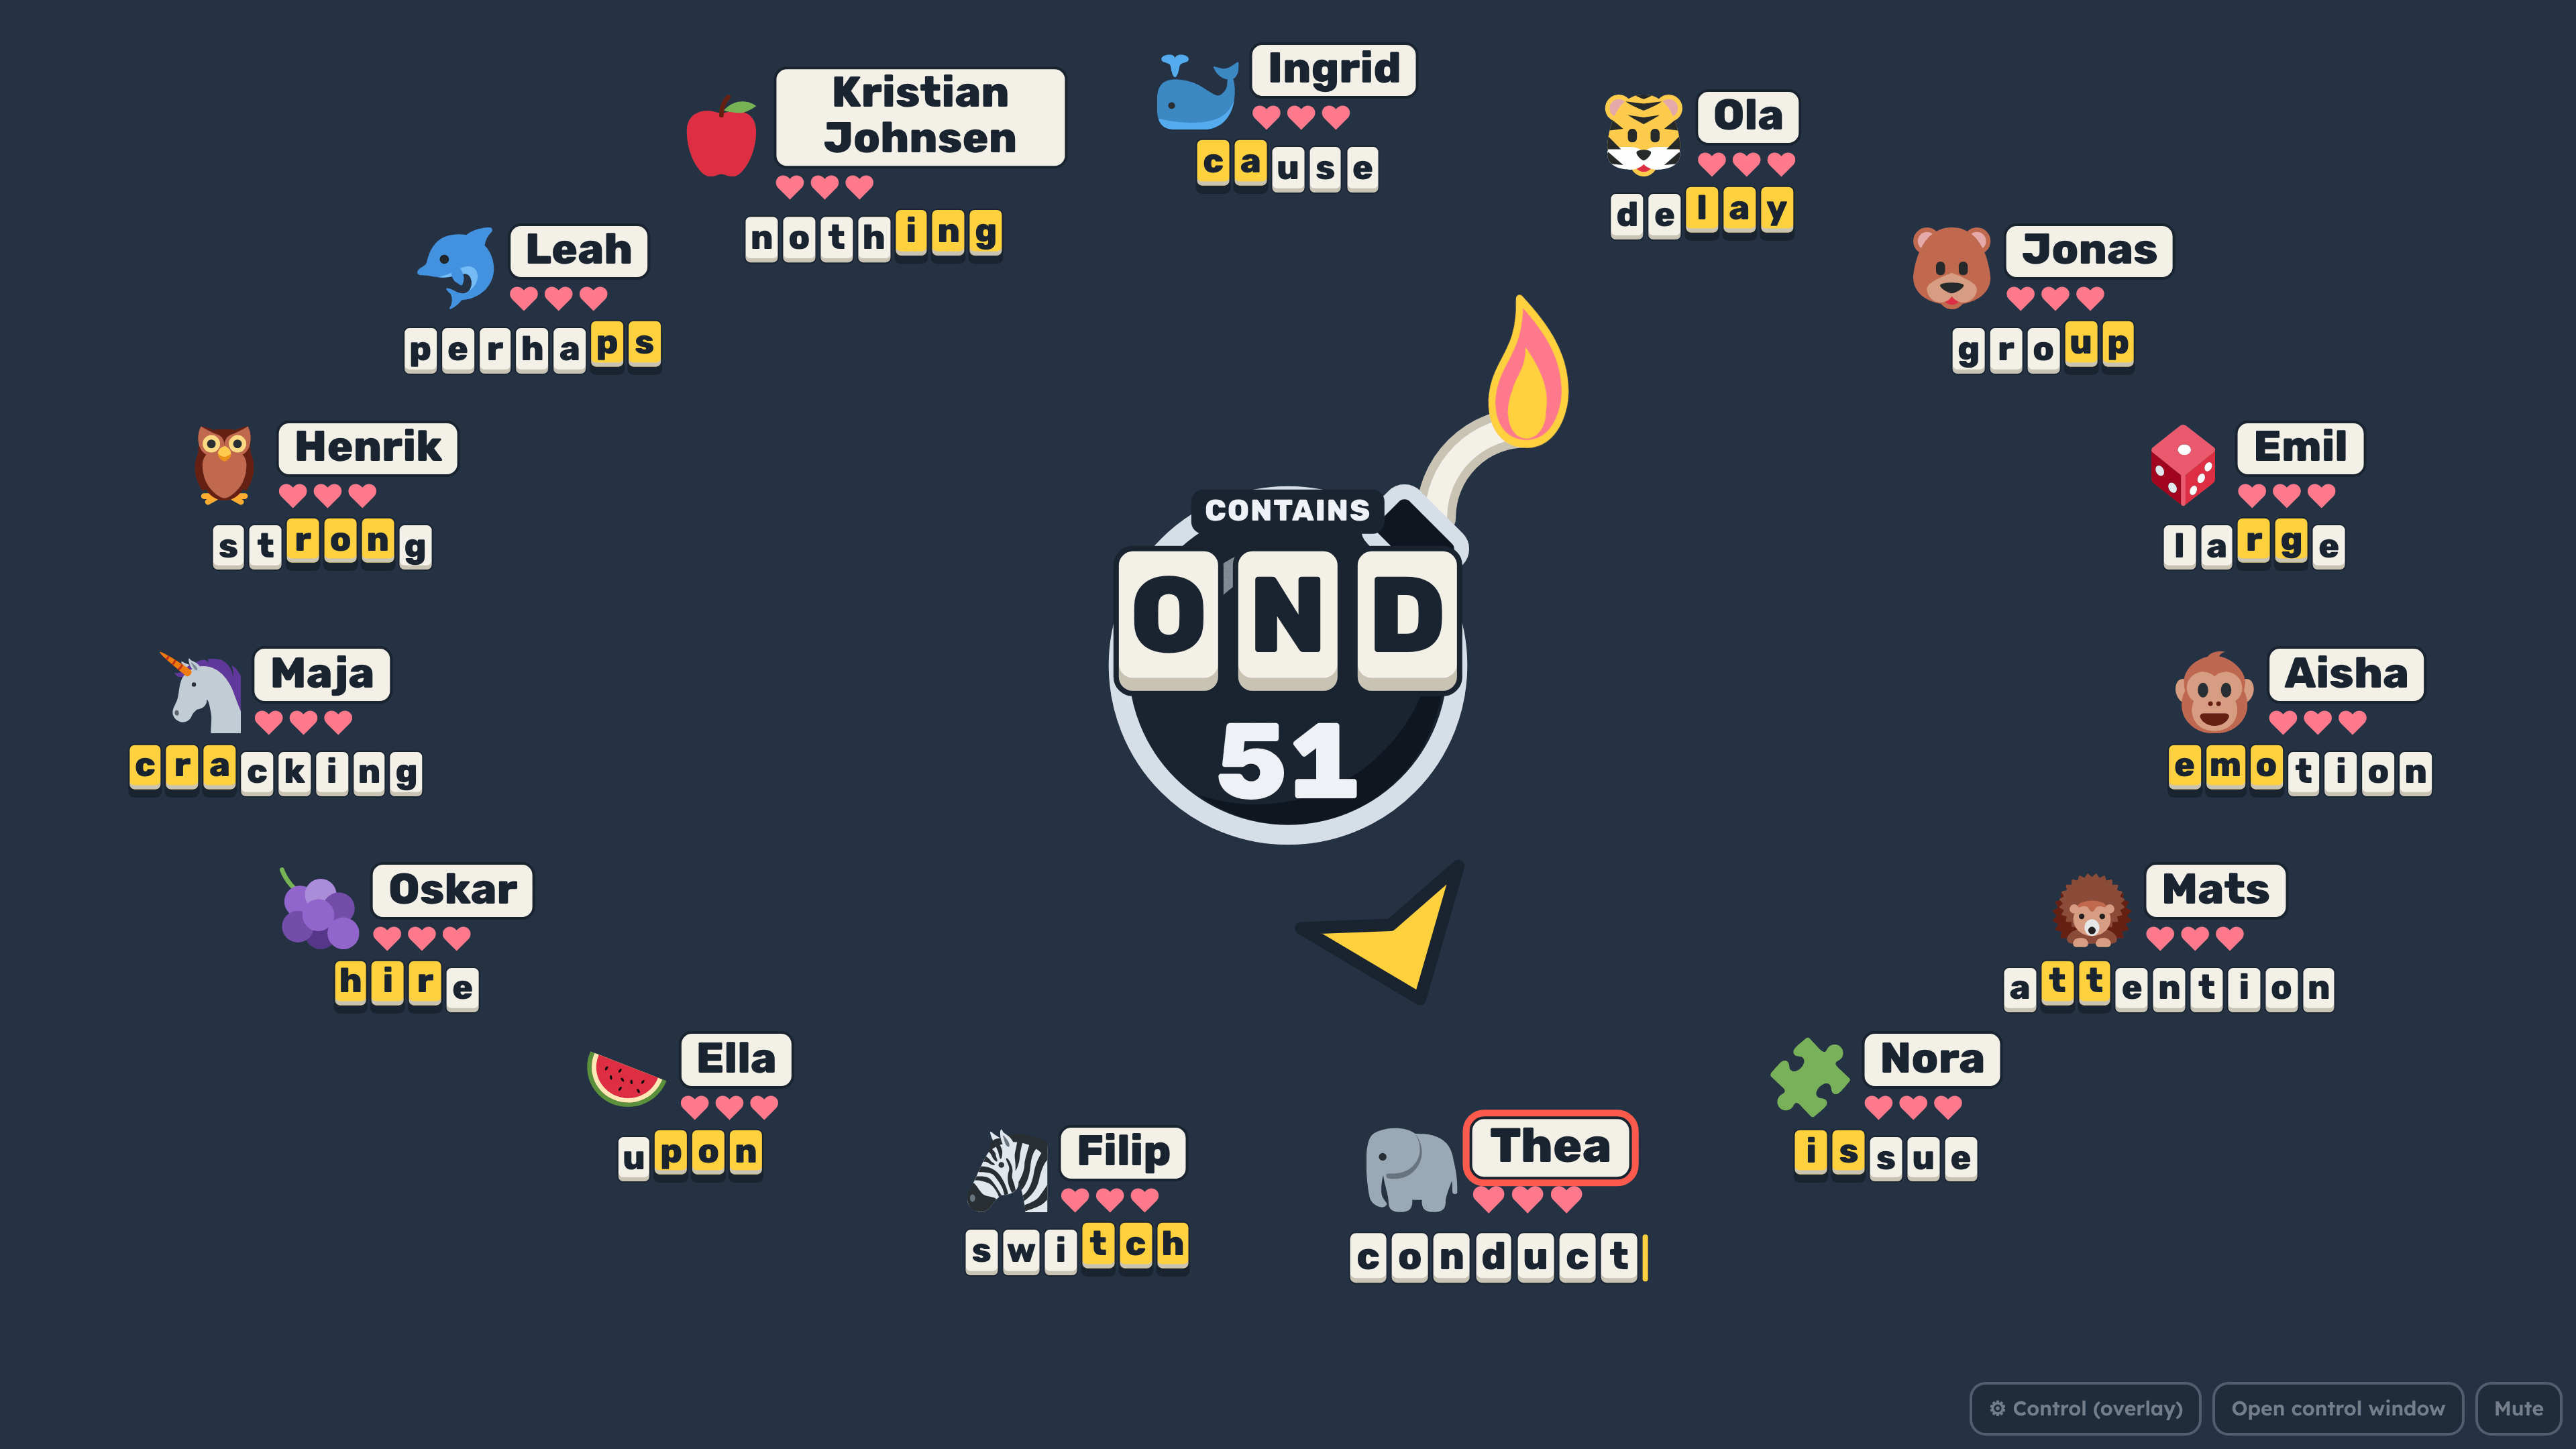 Kristian
Johnsen
nothing
Ingrid
cause
Ola
delay
Leah
perhaps
Jonas
group
Henrik
strong
Emil
large
CONTAINS
OND
51
Maja
cracking
Aisha
emotion
Oskar
hire
Mats
attention
Ella
upon
Nora
issue
Filip
switch
Thea
conduct
⚙ Control (overlay)
Open control window
Mute